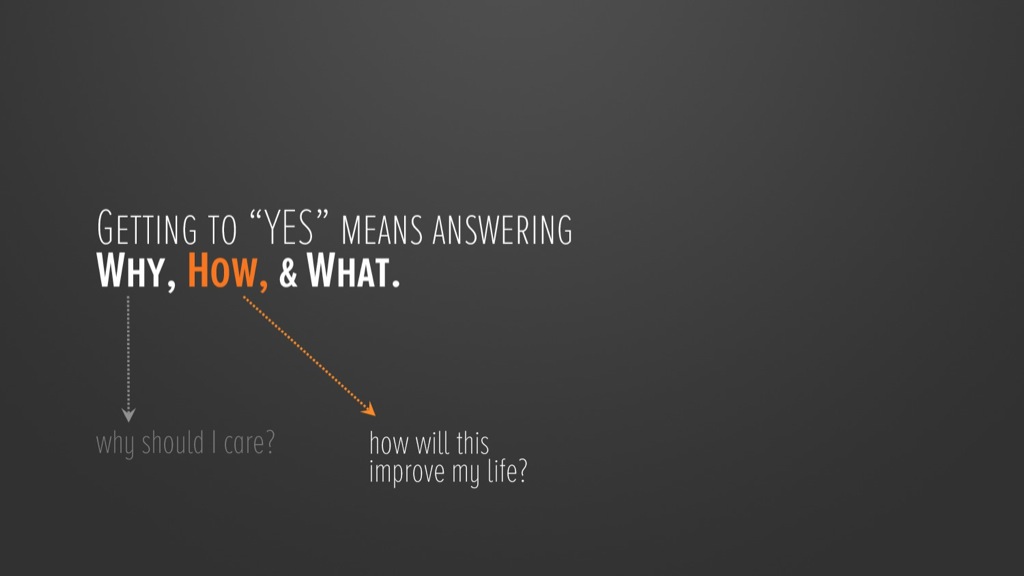 GETTING TO “YES” MEANS ANSWERING
WHY, HOW, & WHAT.
why should I care?
how will this
improve my life?